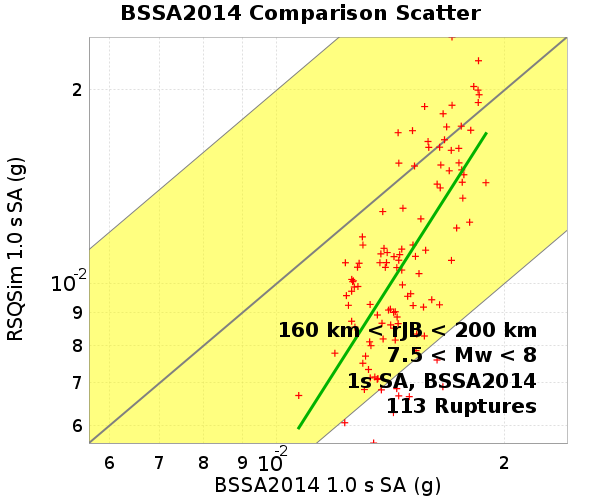 BSSA2014 Comparison Scatter
RSQSim 1.0 s SA (g)
2
10⁻²
9
8
7
6
160 km < rJB < 200 km
7.5 < Mw < 8
1s SA, BSSA2014
113 Ruptures
6 7 8 9 10⁻² 2
BSSA2014 1.0 s SA (g)